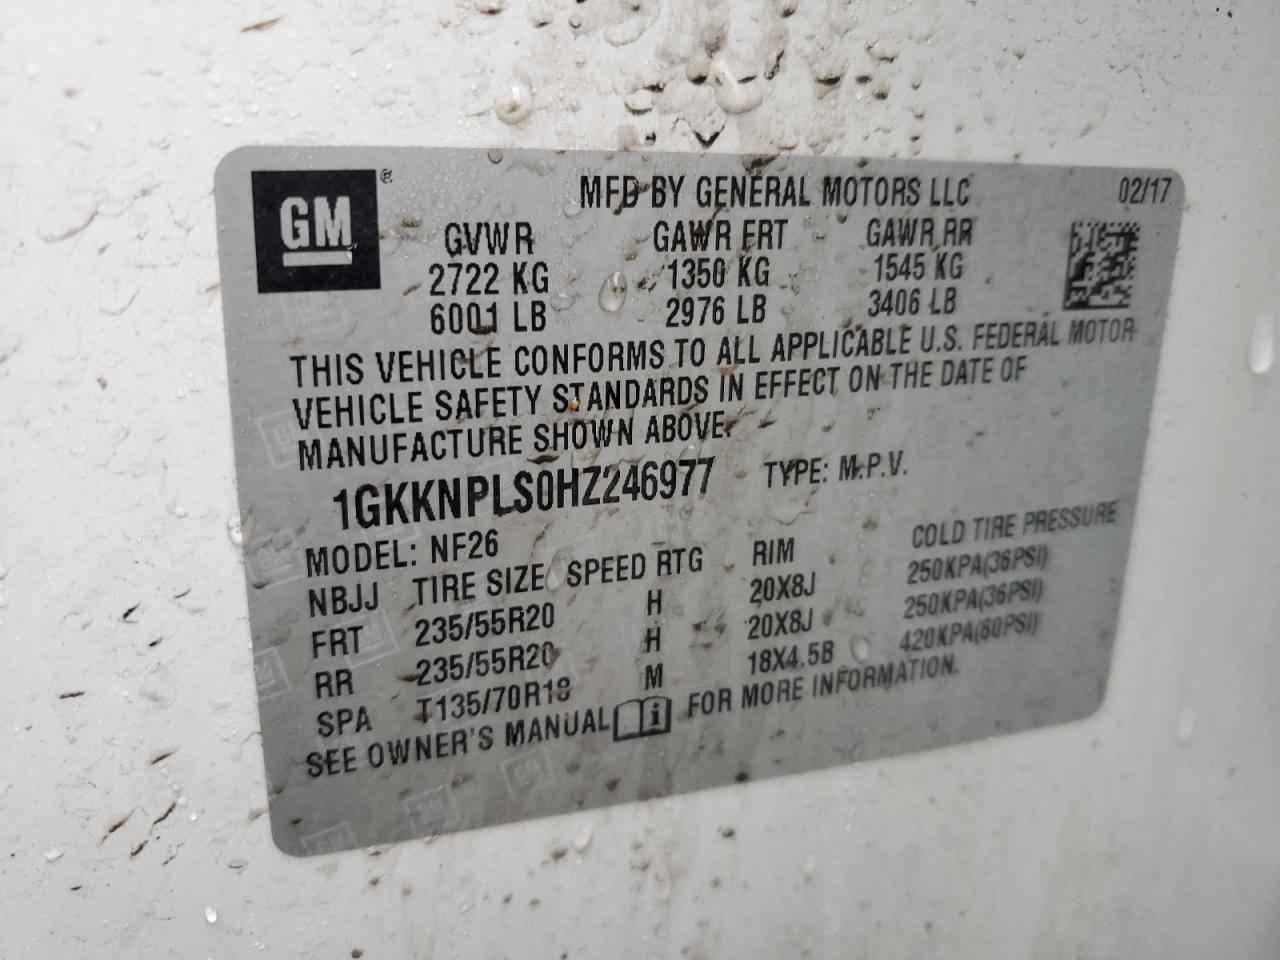 GM®
MFD BY GENERAL MOTORS LLC 02/17
GVWR GAWR FRT GAWR RR
2722 KG 1350 KG 1545 KG
6001 LB 2976 LB 3406 LB
THIS VEHICLE CONFORMS TO ALL APPLICABLE U.S. FEDERAL MOTOR
VEHICLE SAFETY STANDARDS IN EFFECT ON THE DATE OF
MANUFACTURE SHOWN ABOVE.
1GKKNPLS0HZ246977 TYPE: M.P.V.
MODEL: NF26
NBJJ TIRE SIZE SPEED RTG RIM COLD TIRE PRESSURE
FRT 235/55R20 H 20X8J 250KPA(36PSI)
RR 235/55R20 H 20X8J 250KPA(36PSI)
SPA T135/70R18 M 18X4.5B 420KPA(60PSI)
SEE OWNER'S MANUAL FOR MORE INFORMATION.